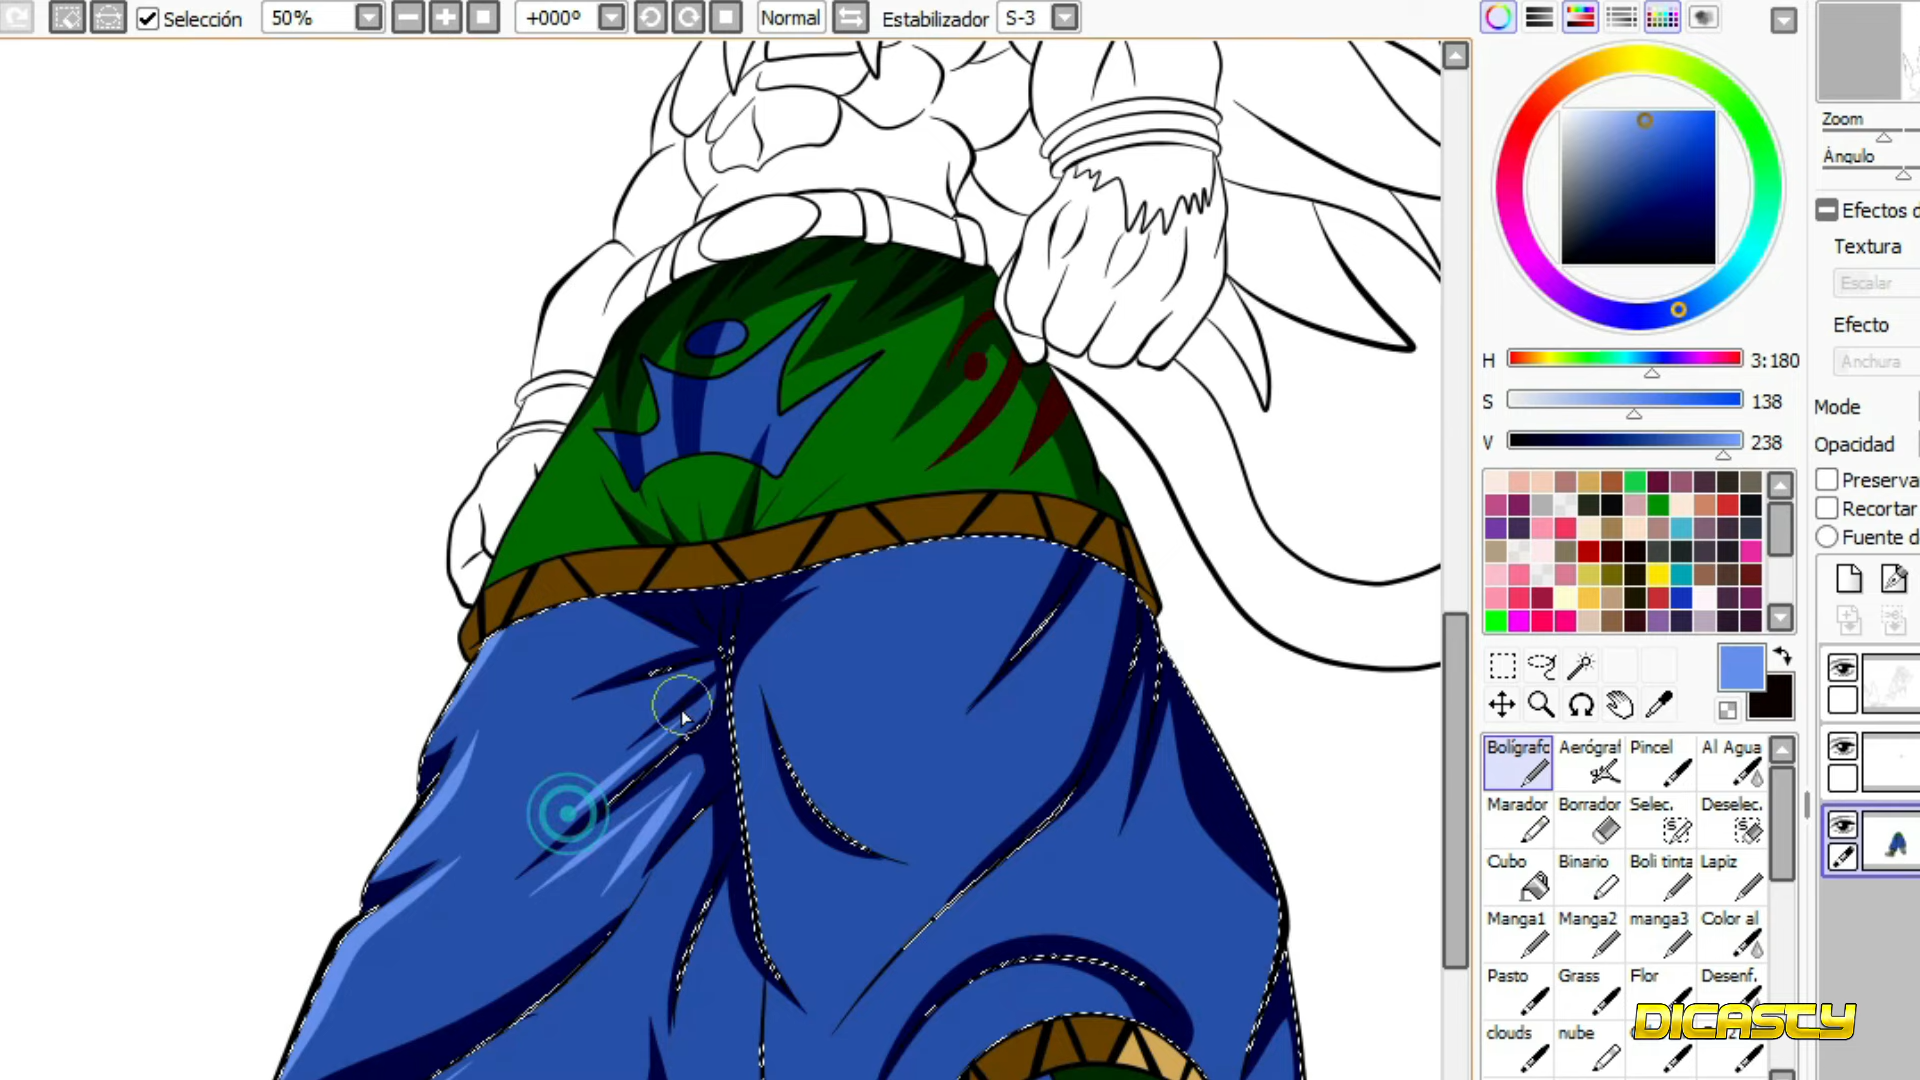 Selección 50% +000º Normal Estabilizador S-3
Zoom
Ángulo
Efectos d
Textura
Escalar
Efecto
Anchura
H 3:180
S 138
V 238
Mode
Opacidad
Preserva
Recortar
Fuente d
Bolígrafc Aerógraf Pincel Al Agua
Marador Borrador Selec. Deselec.
Cubo Binario Boli tinta Lapiz
Manga1 Manga2 manga3 Color al
Pasto Grass Flor Desenf.
clouds nube
DICASTY